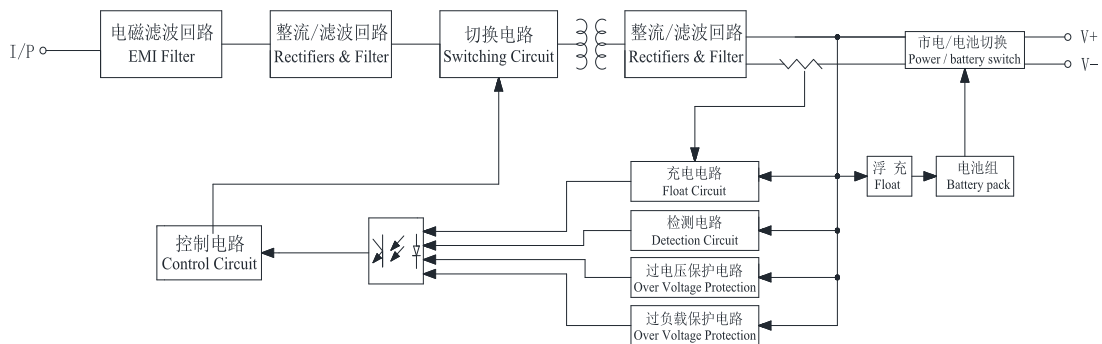 I/P
电磁滤波回路
EMI Filter
整流/滤波回路
Rectifiers & Filter
切换电路
Switching Circuit
整流/滤波回路
Rectifiers & Filter
市电/电池切换
Power / battery switch
V+
V−
充电电路
Float Circuit
浮 充
Float
电池组
Battery pack
检测电路
Detection Circuit
控制电路
Control Circuit
过电压保护电路
Over Voltage Protection
过负载保护电路
Over Voltage Protection